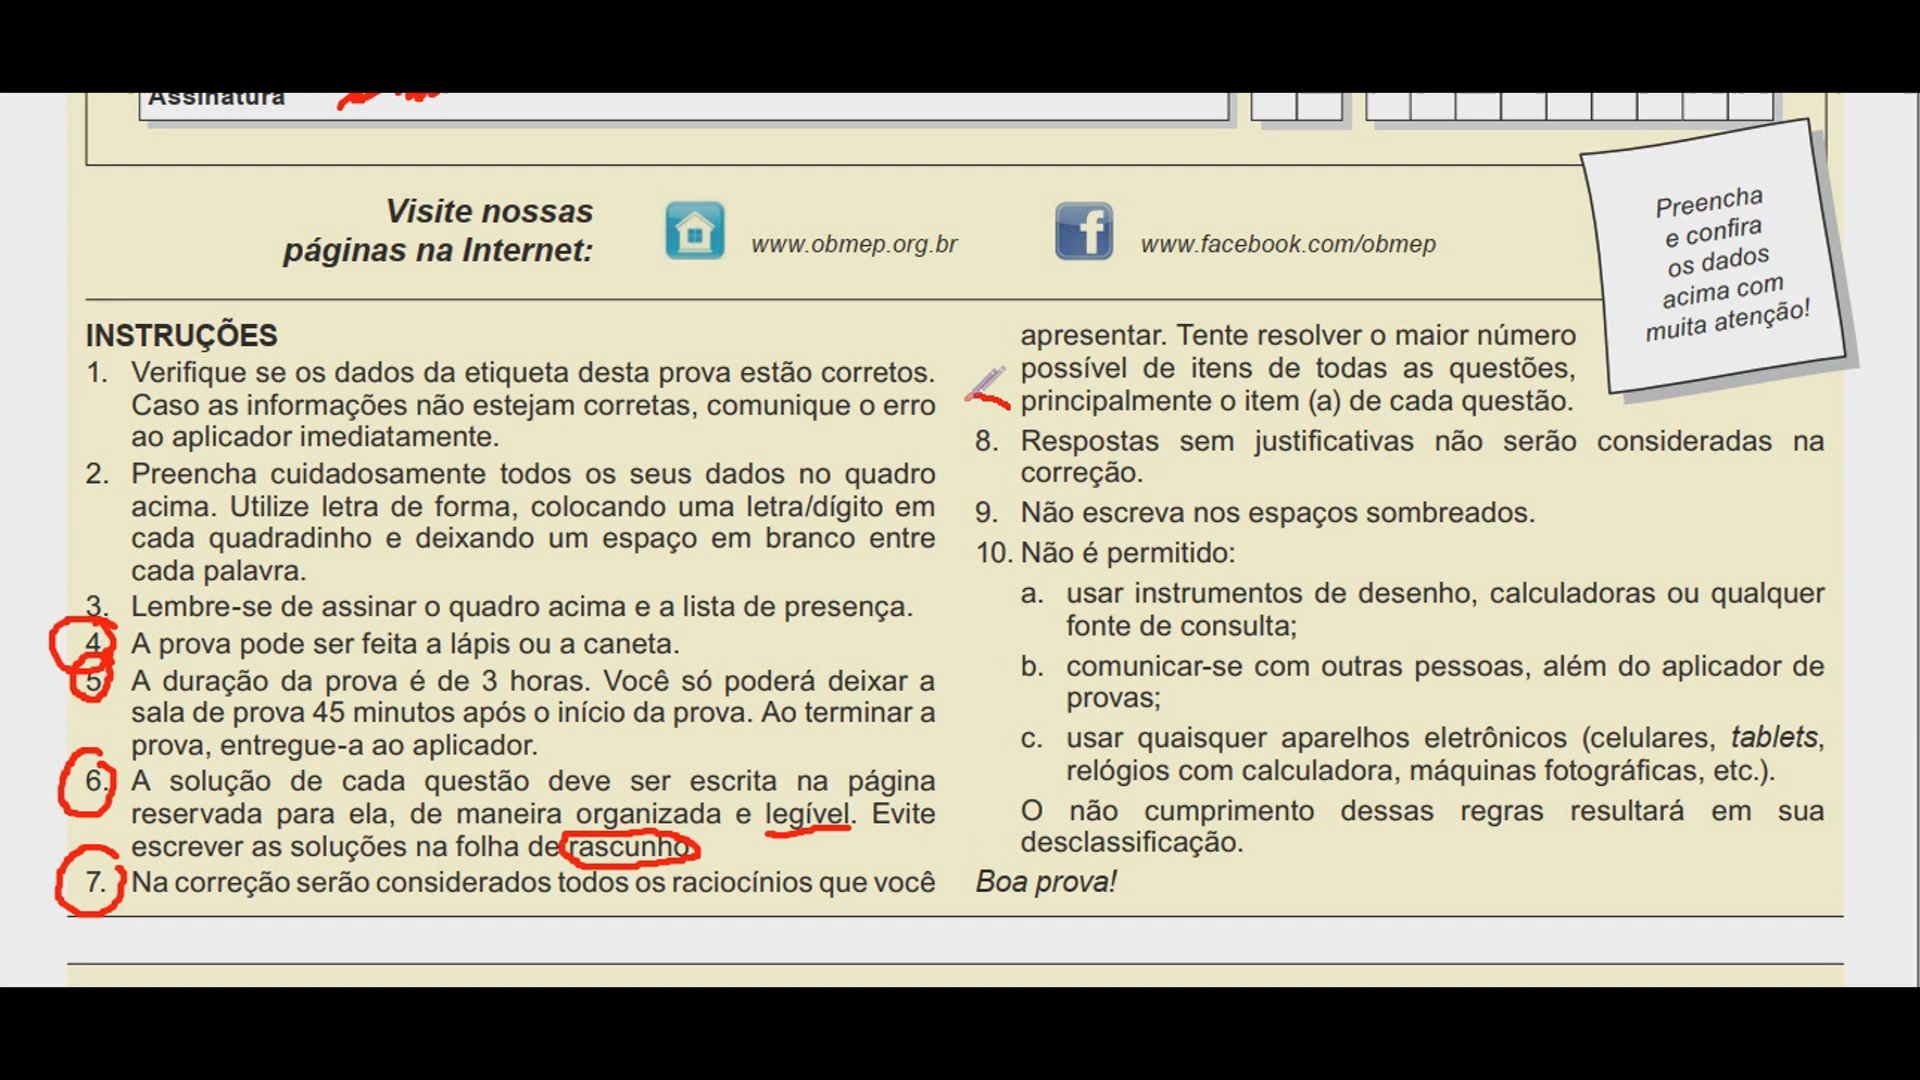 Assinatura
Visite nossas
páginas na Internet:
www.obmep.org.br
www.facebook.com/obmep
Preencha
e confira
os dados
acima com
muita atenção!
INSTRUÇÕES
1. Verifique se os dados da etiqueta desta prova estão corretos.
Caso as informações não estejam corretas, comunique o erro
ao aplicador imediatamente.
2. Preencha cuidadosamente todos os seus dados no quadro
acima. Utilize letra de forma, colocando uma letra/dígito em
cada quadradinho e deixando um espaço em branco entre
cada palavra.
3. Lembre-se de assinar o quadro acima e a lista de presença.
4. A prova pode ser feita a lápis ou a caneta.
5. A duração da prova é de 3 horas. Você só poderá deixar a
sala de prova 45 minutos após o início da prova. Ao terminar a
prova, entregue-a ao aplicador.
6. A solução de cada questão deve ser escrita na página
reservada para ela, de maneira organizada e legível. Evite
escrever as soluções na folha de rascunho.
7. Na correção serão considerados todos os raciocínios que você
apresentar. Tente resolver o maior número
possível de itens de todas as questões,
principalmente o item (a) de cada questão.
8. Respostas sem justificativas não serão consideradas na
correção.
9. Não escreva nos espaços sombreados.
10. Não é permitido:
a. usar instrumentos de desenho, calculadoras ou qualquer
fonte de consulta;
b. comunicar-se com outras pessoas, além do aplicador de
provas;
c. usar quaisquer aparelhos eletrônicos (celulares, tablets,
relógios com calculadora, máquinas fotográficas, etc.).
O não cumprimento dessas regras resultará em sua
desclassificação.
Boa prova!